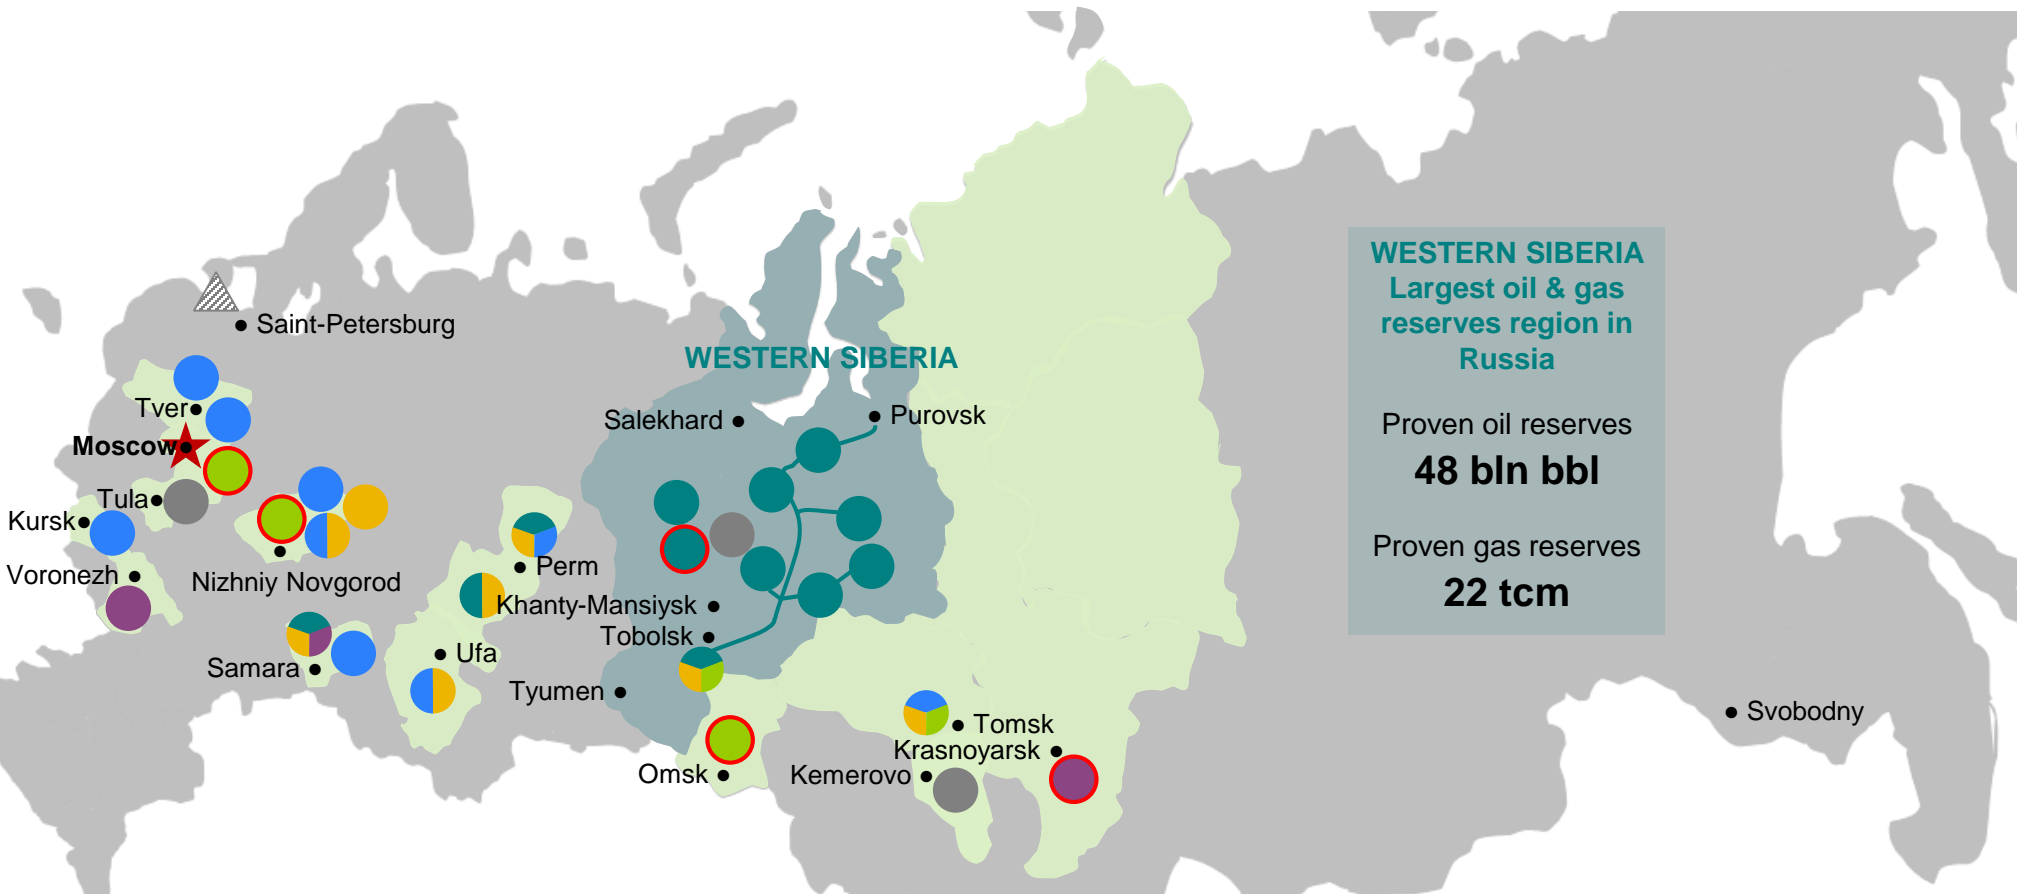 Saint-Petersburg
WESTERN SIBERIA
Tver
Moscow
Tula
Kursk
Voronezh
Nizhniy Novgorod
Samara
Ufa
Perm
Salekhard
Purovsk
Khanty-Mansiysk
Tobolsk
Tyumen
Omsk
Tomsk
Krasnoyarsk
Kemerovo
Svobodny
WESTERN SIBERIA
Largest oil & gas
reserves region in
Russia
Proven oil reserves
48 bln bbl
Proven gas reserves
22 tcm